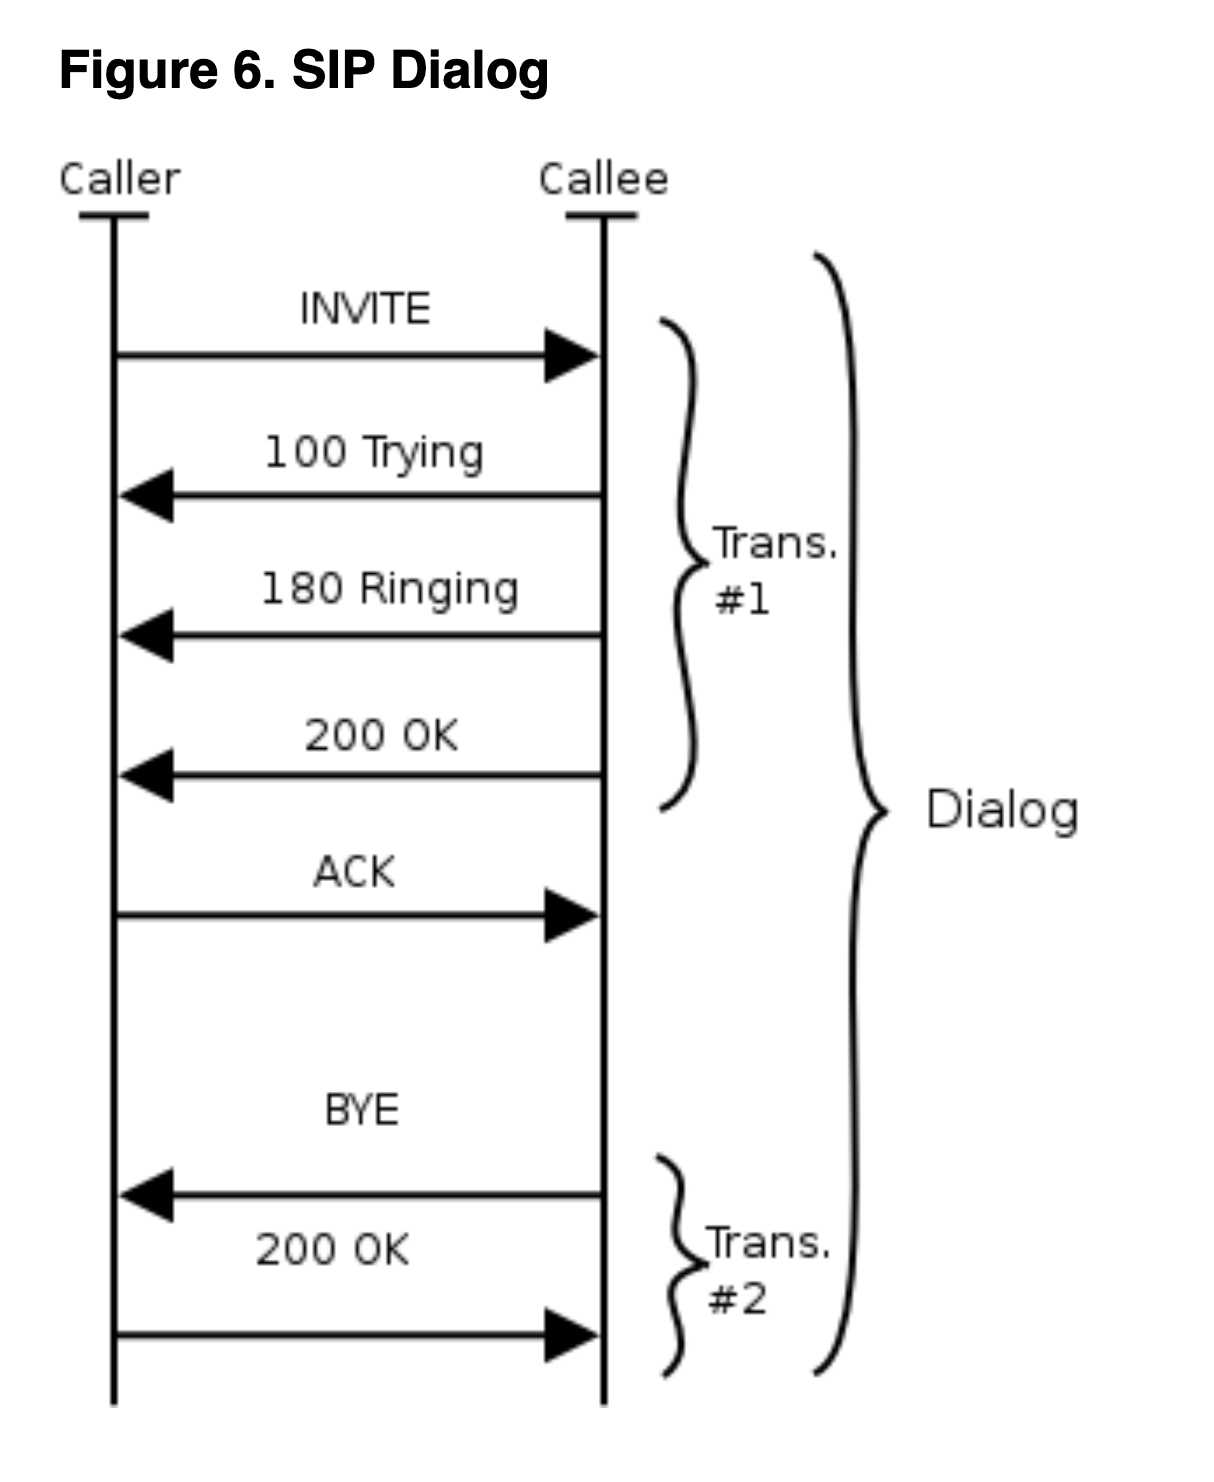 Figure 6. SIP Dialog
Caller Callee
INVITE
100 Trying
180 Ringing
Trans.
#1
200 OK
Dialog
ACK
BYE
200 OK
Trans.
#2